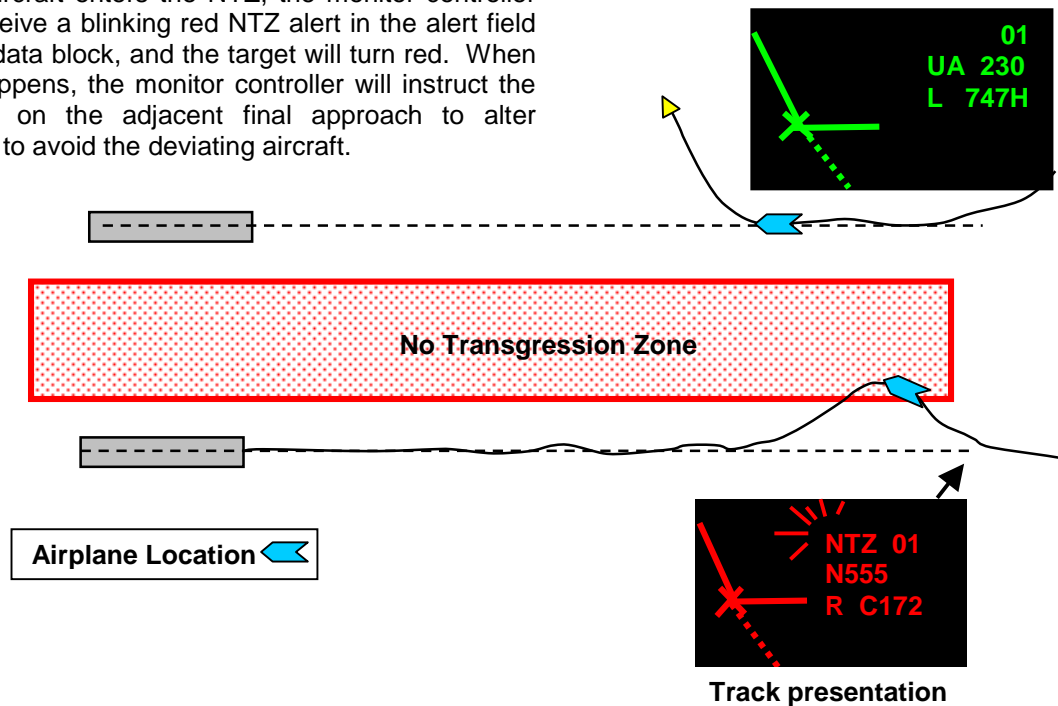 aircraft enters the NTZ, the monitor controller
eive a blinking red NTZ alert in the alert field
data block, and the target will turn red. When
ppens, the monitor controller will instruct the
on the adjacent final approach to alter
to avoid the deviating aircraft.
01
UA 230
L 747H
No Transgression Zone
Airplane Location
NTZ 01
N555
R C172
Track presentation